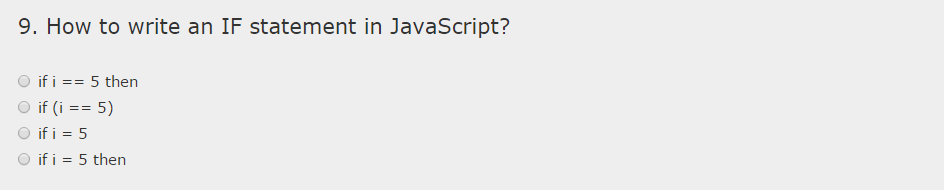 9. How to write an IF statement in JavaScript?
if i == 5 then
if (i == 5)
if i = 5
if i = 5 then